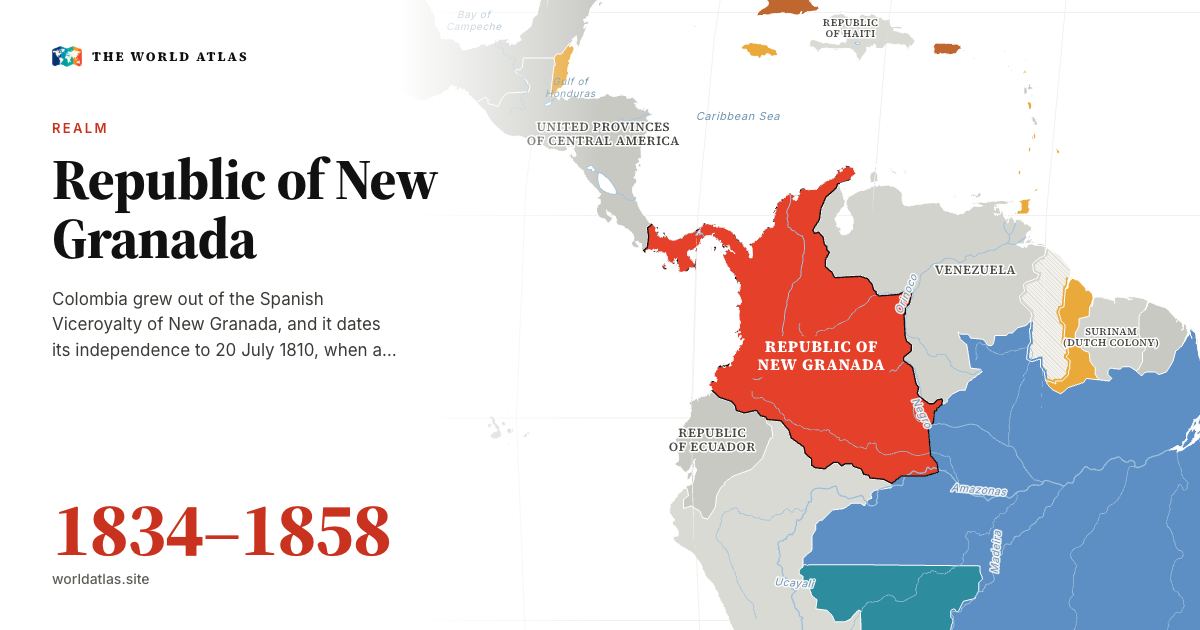 THE WORLD ATLAS
REALM
Republic of New
Granada
Colombia grew out of the Spanish
Viceroyalty of New Granada, and it dates
its independence to 20 July 1810, when a…
1834–1858
worldatlas.site
Bay of
Campeche
REPUBLIC
OF HAITI
Gulf of
Honduras
Caribbean Sea
UNITED PROVINCES
OF CENTRAL AMERICA
VENEZUELA
Orinoco
SURINAM
(DUTCH COLONY)
REPUBLIC OF
NEW GRANADA
Negro
REPUBLIC
OF ECUADOR
Amazonas
Madeira
Ucayali